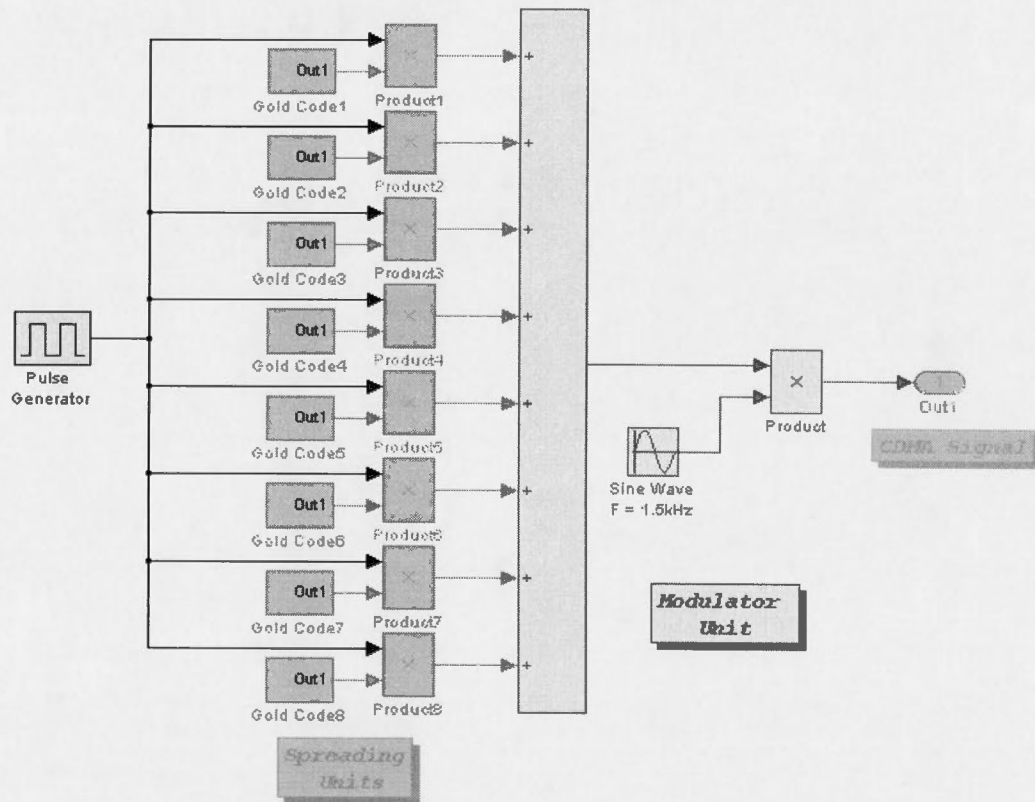 Out1
Gold Code1
×
Product1
+
Out1
Gold Code2
×
Product2
+
Out1
Gold Code3
×
Product3
+
Out1
Gold Code4
×
Product4
+
Out1
Gold Code5
×
Product5
+
Out1
Gold Code6
×
Product6
+
Out1
Gold Code7
×
Product7
+
Out1
Gold Code8
×
Product8
+
Pulse
Generator
×
Product
1
Out1
CDMA Signal
Sine Wave
F = 1.5kHz
Modulator
Unit
Spreading
Units